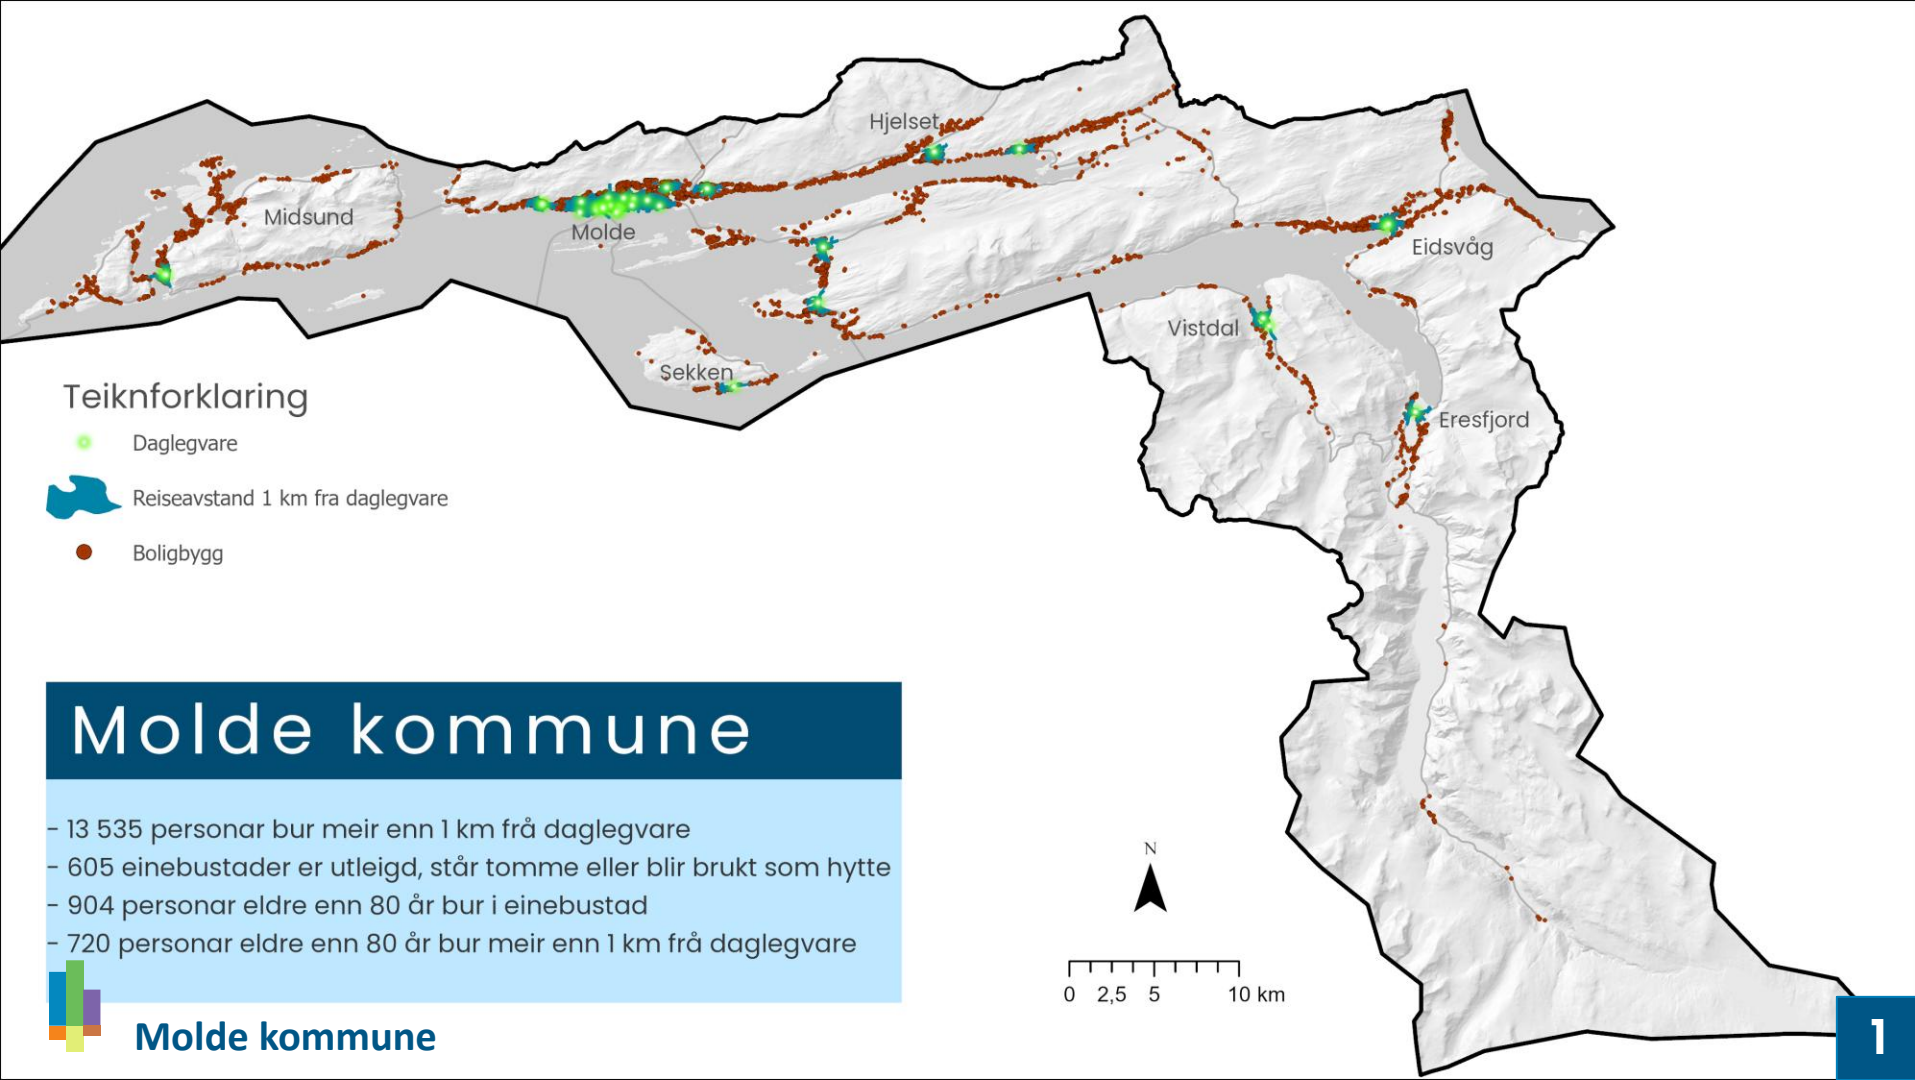 Hjelset
Midsund
Molde
Eidsvåg
Vistdal
Sekken
Eresfjord
Teiknforklaring
Daglegvare
Reiseavstand 1 km fra daglegvare
Boligbygg
Molde kommune
- 13 535 personar bur meir enn 1 km frå daglegvare
- 605 einebustader er utleigd, står tomme eller blir brukt som hytte
- 904 personar eldre enn 80 år bur i einebustad
- 720 personar eldre enn 80 år bur meir enn 1 km frå daglegvare
N
0 2,5 5 10 km
Molde kommune
1